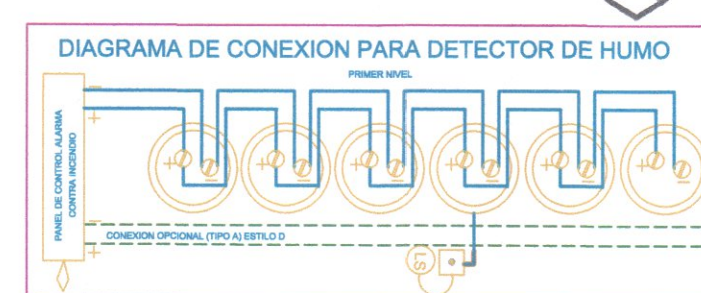 DIAGRAMA DE CONEXION PARA DETECTOR DE HUMO
PRIMER NIVEL
PANEL DE CONTROL ALARMA
CONTRA INCENDIO
CONEXION OPCIONAL (TIPO A) ESTILO D
LS